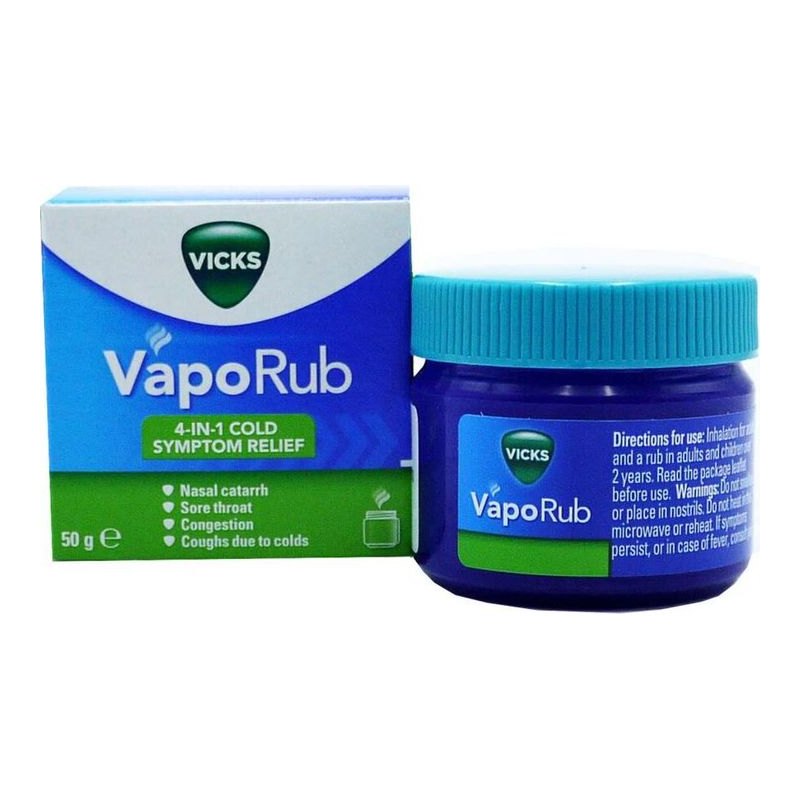 VICKS
VapoRub
4-IN-1 COLD
SYMPTOM RELIEF
Nasal catarrh
Sore throat
Congestion
Coughs due to colds
50 g ℮
VICKS
VapoRub
Directions for use: Inhalation for
and a rub in adults and children
2 years. Read the package leaflet
before use. Warnings: Do not
or place in nostrils. Do not heat in
microwave or reheat. If symptoms
persist, or in case of fever,